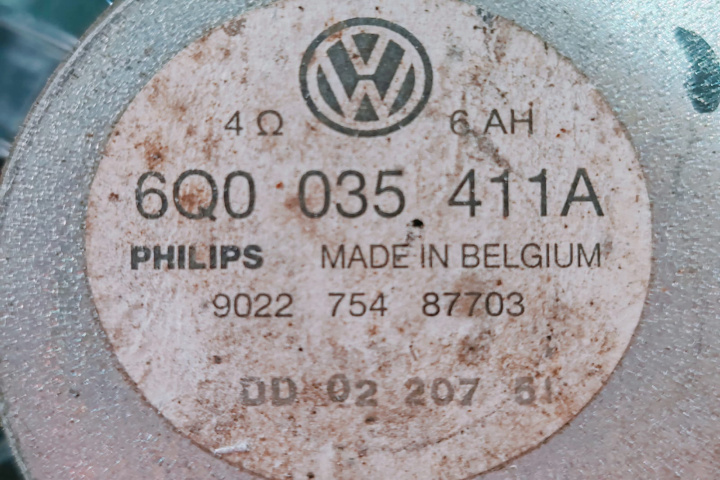 4 Ω 6 AH
6Q0 035 411A
PHILIPS MADE IN BELGIUM
9022 754 87703
DD 02 207 51